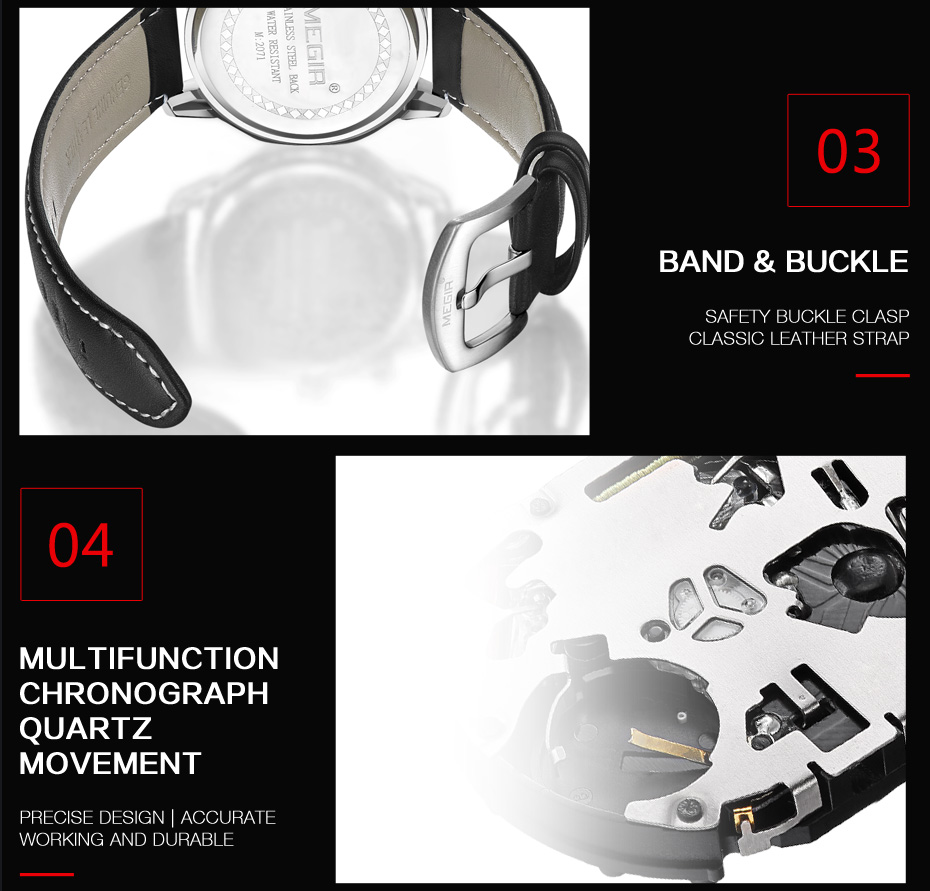 MEGIR®
STAINLESS STEEL BACK
WATER RESISTANT
M:2071
MEGIR
03
BAND & BUCKLE
SAFETY BUCKLE CLASP
CLASSIC LEATHER STRAP
04
MULTIFUNCTION
CHRONOGRAPH
QUARTZ
MOVEMENT
PRECISE DESIGN | ACCURATE
WORKING AND DURABLE